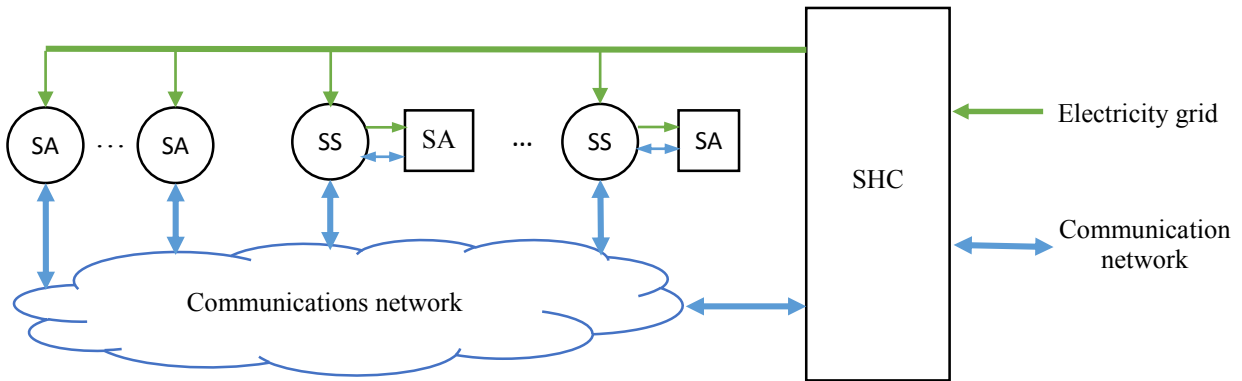 SA
...
SA
SS
SA
...
SS
SA
SHC
Electricity grid
Communication
network
Communications network